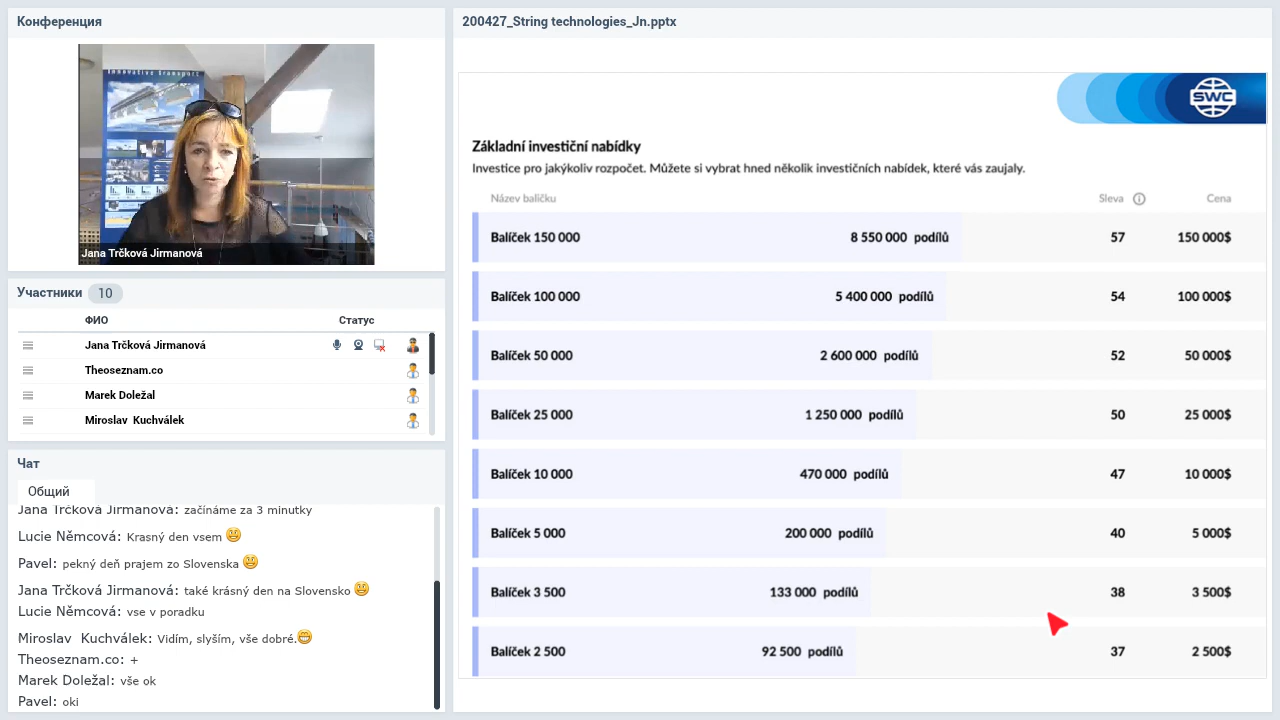 Конференция
Innovative transport
Jana Trčková Jirmanová
Участники 10
ФИО Статус
Jana Trčková Jirmanová
Theoseznam.co
Marek Doležal
Miroslav Kuchválek
Чат
Общий
Jana Trčková Jirmanová: začínáme za 3 minutky
Lucie Němcová: Krasný den vsem
Pavel: pekný deň prajem zo Slovenska
Jana Trčková Jirmanová: také krásný den na Slovensko
Lucie Němcová: vse v poradku
Miroslav Kuchválek: Vidím, slyším, vše dobré.
Theoseznam.co: +
Marek Doležal: vše ok
Pavel: oki
200427_String technologies_Jn.pptx
SWC
Základní investiční nabídky
Investice pro jakýkoliv rozpočet. Můžete si vybrat hned několik investičních nabídek, které vás zaujaly.
Název balíčku Sleva Cena
Balíček 150 000 8 550 000 podílů 57 150 000$
Balíček 100 000 5 400 000 podílů 54 100 000$
Balíček 50 000 2 600 000 podílů 52 50 000$
Balíček 25 000 1 250 000 podílů 50 25 000$
Balíček 10 000 470 000 podílů 47 10 000$
Balíček 5 000 200 000 podílů 40 5 000$
Balíček 3 500 133 000 podílů 38 3 500$
Balíček 2 500 92 500 podílů 37 2 500$